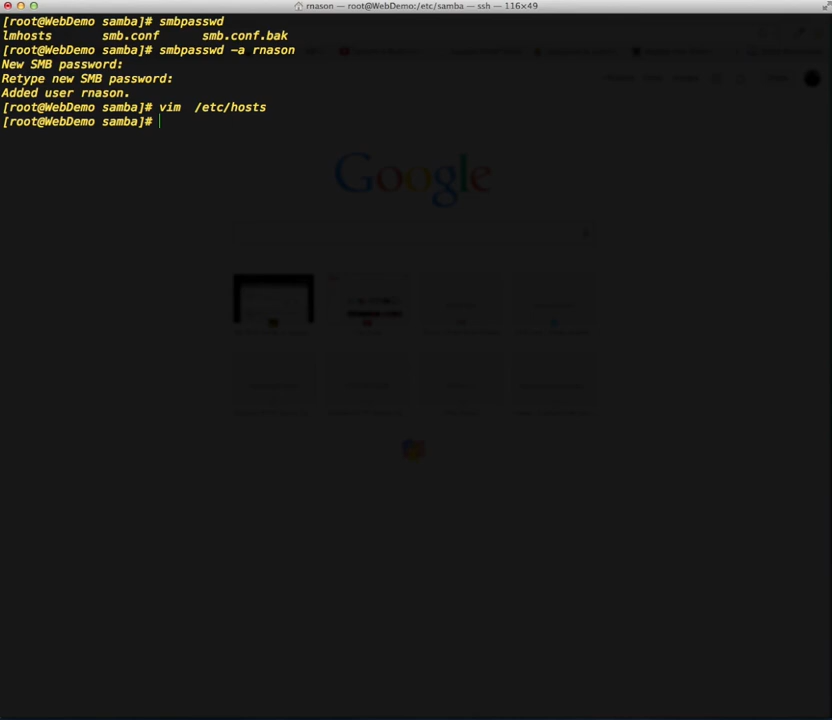 rnason — root@WebDemo:/etc/samba — ssh — 116×49
[root@WebDemo samba]# smbpasswd
lmhosts smb.conf smb.conf.bak
[root@WebDemo samba]# smbpasswd -a rnason
New SMB password:
Retype new SMB password:
Added user rnason.
[root@WebDemo samba]# vim  /etc/hosts
[root@WebDemo samba]#
Google